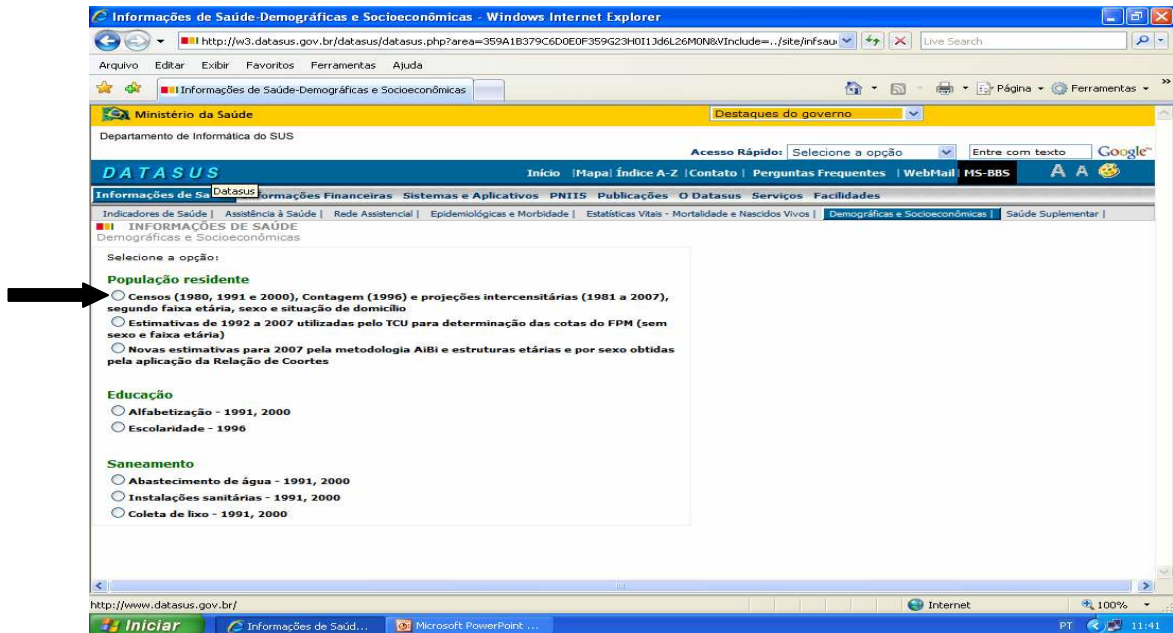 Informações de Saúde-Demográficas e Socioeconômicas - Windows Internet Explorer
http://w3.datasus.gov.br/datasus/datasus.php?area=359A1B379C6D0E0F359G23H0I1Jd6L26M0N&VInclude=../site/infsau
Live Search
Arquivo Editar Exibir Favoritos Ferramentas Ajuda
Informações de Saúde-Demográficas e Socioeconômicas
Página Ferramentas
Ministério da Saúde
Destaques do governo
Departamento de Informática do SUS
Acesso Rápido: Selecione a opção Entre com texto Google
DATASUS
Início |Mapa| Índice A-Z |Contato | Perguntas Frequentes | WebMail| MS-BBS A A
Informações de Sa Datasus formações Financeiras Sistemas e Aplicativos PNIIS Publicações O Datasus Serviços Facilidades
Indicadores de Saúde | Assistência à Saúde | Rede Assistencial | Epidemiológicas e Morbidade | Estatísticas Vitais - Mortalidade e Nascidos Vivos | Demográficas e Socioeconômicas | Saúde Suplementar |
INFORMAÇÕES DE SAÚDE
Demográficas e Socioeconômicas
Selecione a opção:
População residente
Censos (1980, 1991 e 2000), Contagem (1996) e projeções intercensitárias (1981 a 2007),
segundo faixa etária, sexo e situação de domicílio
Estimativas de 1992 a 2007 utilizadas pelo TCU para determinação das cotas do FPM (sem
sexo e faixa etária)
Novas estimativas para 2007 pela metodologia AiBi e estruturas etárias e por sexo obtidas
pela aplicação da Relação de Coortes
Educação
Alfabetização - 1991, 2000
Escolaridade - 1996
Saneamento
Abastecimento de água - 1991, 2000
Instalações sanitárias - 1991, 2000
Coleta de lixo - 1991, 2000
http://www.datasus.gov.br/
Internet
100%
Iniciar
Informações de Saúd...
Microsoft PowerPoint ...
PT
11:41